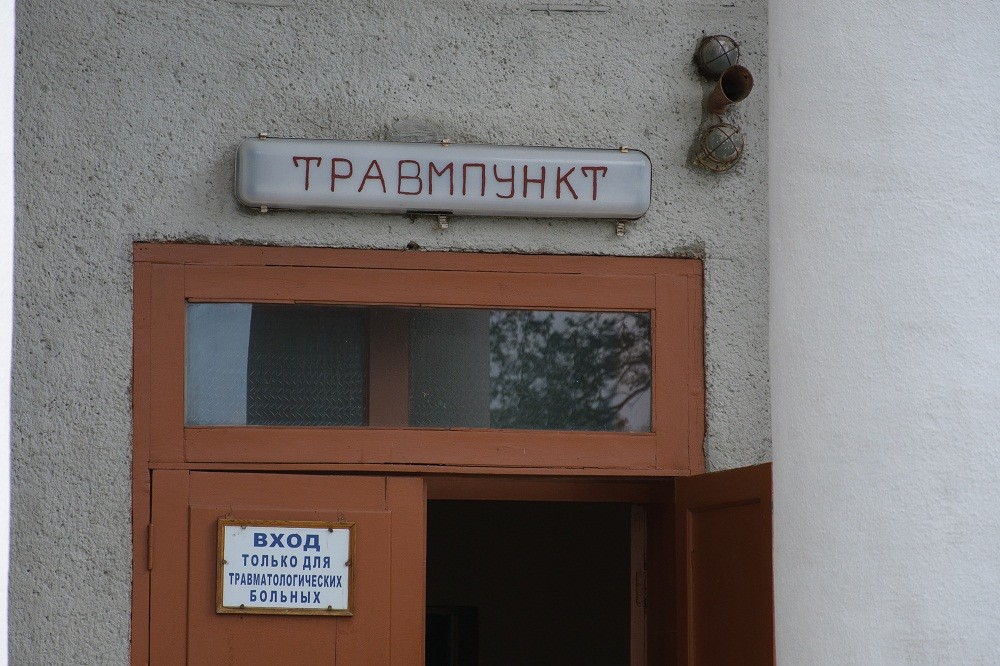 ТРАВМПУНКТ
ВХОД
ТОЛЬКО ДЛЯ
ТРАВМАТОЛОГИЧЕСКИХ
БОЛЬНЫХ